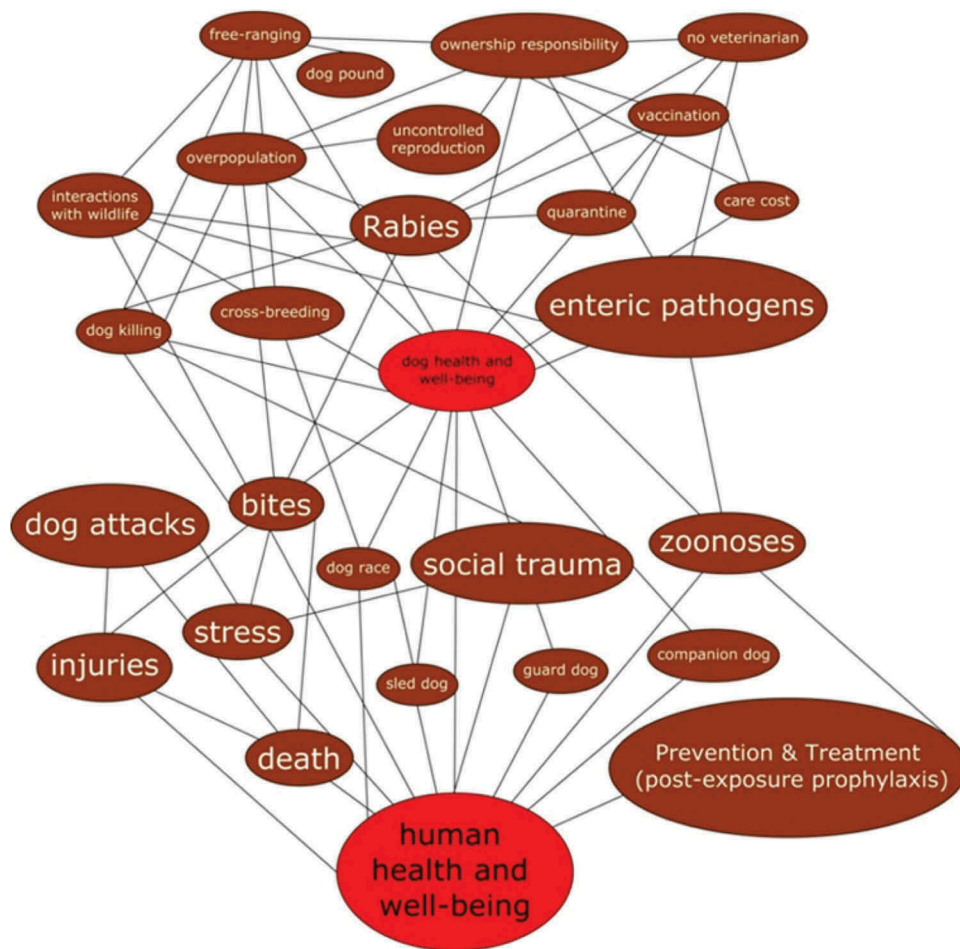 free-ranging
ownership responsibility
no veterinarian
dog pound
vaccination
uncontrolled
reproduction
overpopulation
interactions
with wildlife
Rabies
quarantine
care cost
enteric pathogens
cross-breeding
dog killing
dog health and
well-being
bites
dog attacks
zoonoses
social trauma
dog race
stress
injuries
sled dog
guard dog
companion dog
death
Prevention & Treatment
(post-exposure prophylaxis)
human
health and
well-being